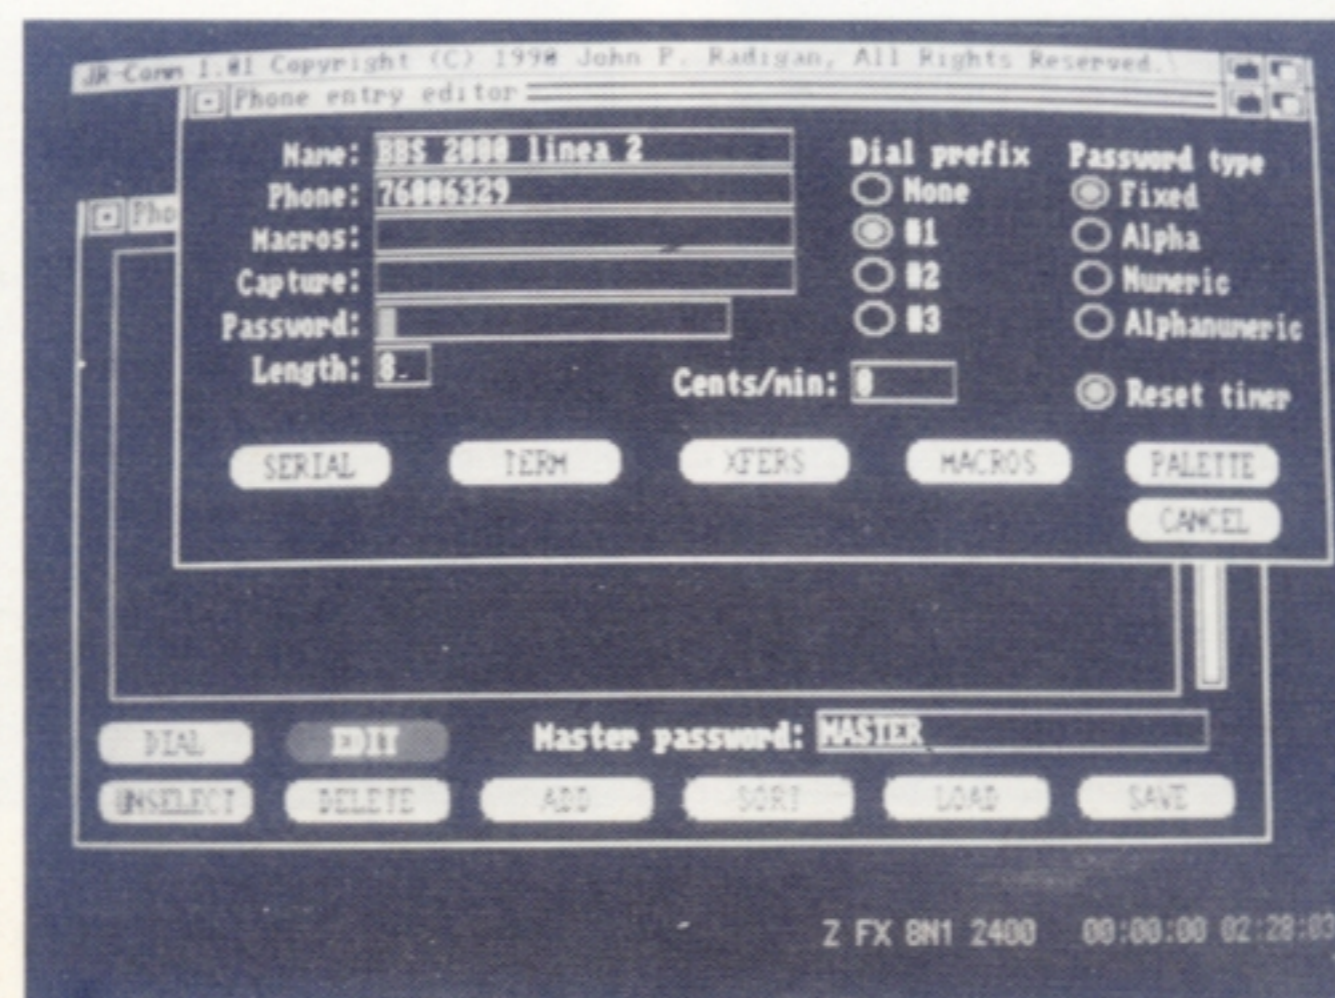 JR-Comm 1.01 Copyright (C) 1990 John P. Radigan, All Rights Reserved.
Phone entry editor
Name: BBS 2000 linea 2
Phone: 76006329
Macros:
Capture:
Password:
Length: 8
Dial prefix
None
#1
#2
#3
Password type
Fixed
Alpha
Numeric
Alphanumeric
Cents/min: 0
Reset timer
SERIAL TERM XFERS MACROS PALETTE
CANCEL
Pho
DIAL EDIT Master password: MASTER
UNSELECT DELETE ADD SORT LOAD SAVE
Z FX 8N1 2400 00:00:00 02:28:03